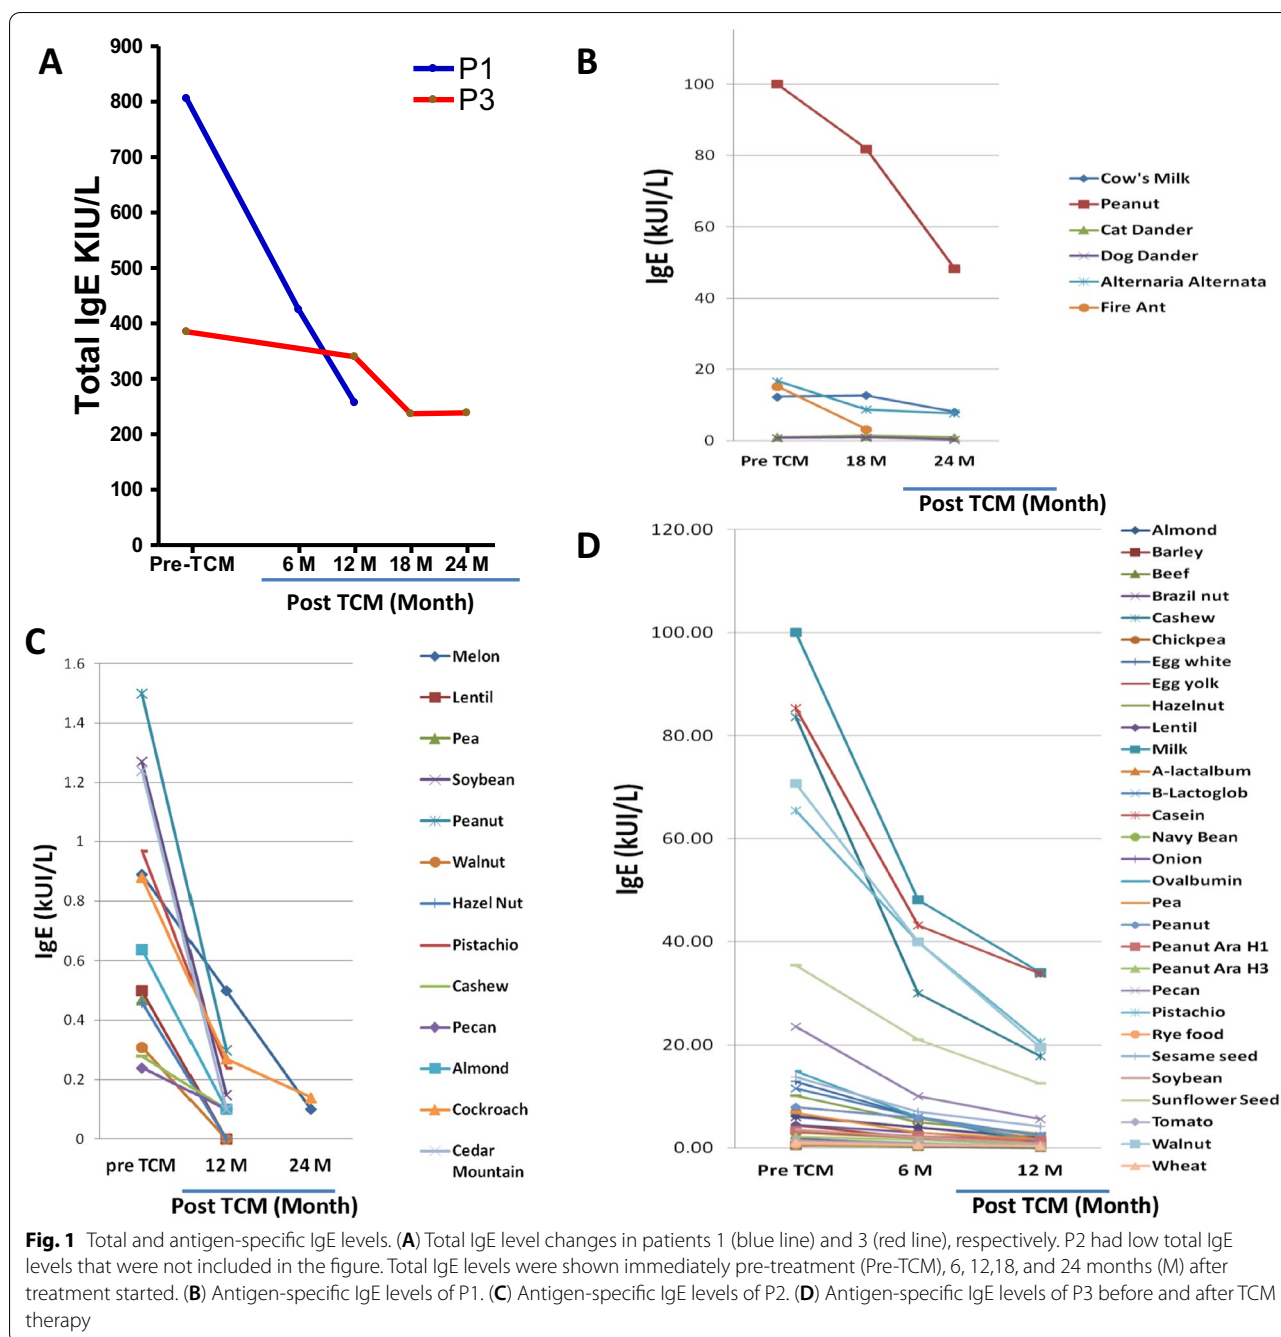 A
900
800
700
600
500
400
300
200
100
0
Total IgE KIU/L
P1
P3
Pre-TCM 6 M 12 M 18 M 24 M
Post TCM (Month)
B
100
80
60
40
20
0
IgE (kUI/L)
Pre TCM 18 M 24 M
Post TCM (Month)
Cow's Milk
Peanut
Cat Dander
Dog Dander
Alternaria Alternata
Fire Ant
C
1.6
1.4
1.2
1
0.8
0.6
0.4
0.2
0
IgE (kUI/L)
pre TCM 12 M 24 M
Post TCM (Month)
Melon
Lentil
Pea
Soybean
Peanut
Walnut
Hazel Nut
Pistachio
Cashew
Pecan
Almond
Cockroach
Cedar
Mountain
D
120.00
100.00
80.00
60.00
40.00
20.00
0.00
IgE (kUI/L)
Pre TCM 6 M 12 M
Post TCM (Month)
Almond
Barley
Beef
Brazil nut
Cashew
Chickpea
Egg white
Egg yolk
Hazelnut
Lentil
Milk
A-lactalbum
B-Lactoglob
Casein
Navy Bean
Onion
Ovalbumin
Pea
Peanut
Peanut Ara H1
Peanut Ara H3
Pecan
Pistachio
Rye food
Sesame seed
Soybean
Sunflower Seed
Tomato
Walnut
Wheat
Fig. 1 Total and antigen-specific IgE levels. (A) Total IgE level changes in patients 1 (blue line) and 3 (red line), respectively. P2 had low total IgE
levels that were not included in the figure. Total IgE levels were shown immediately pre-treatment (Pre-TCM), 6, 12,18, and 24 months (M) after
treatment started. (B) Antigen-specific IgE levels of P1. (C) Antigen-specific IgE levels of P2. (D) Antigen-specific IgE levels of P3 before and after TCM
therapy